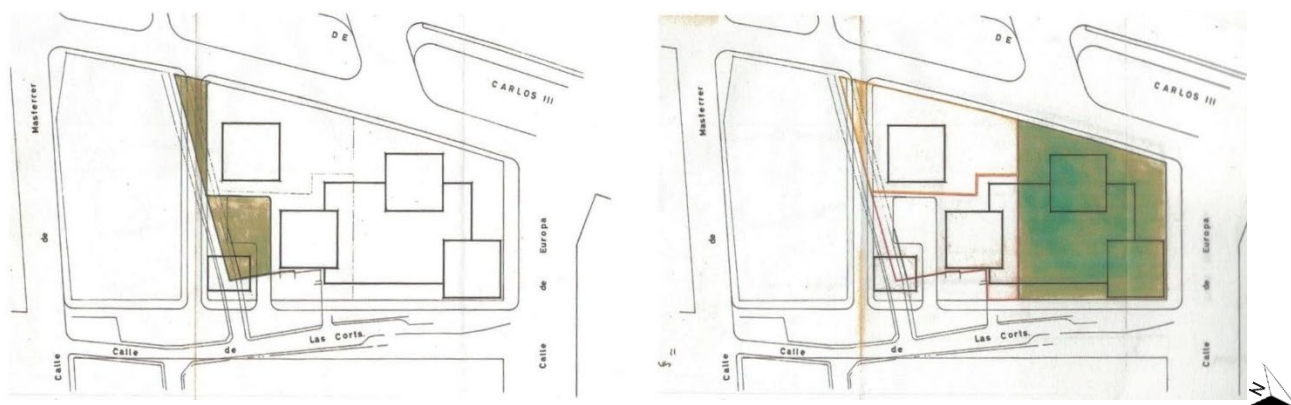 DE
CARLOS III
Masferrer
de
Calle
Calle de Las Corts.
Calle de Europa
DE
CARLOS III
Masferrer
de
Calle
Calle de Las Corts.
Calle de Europa
N